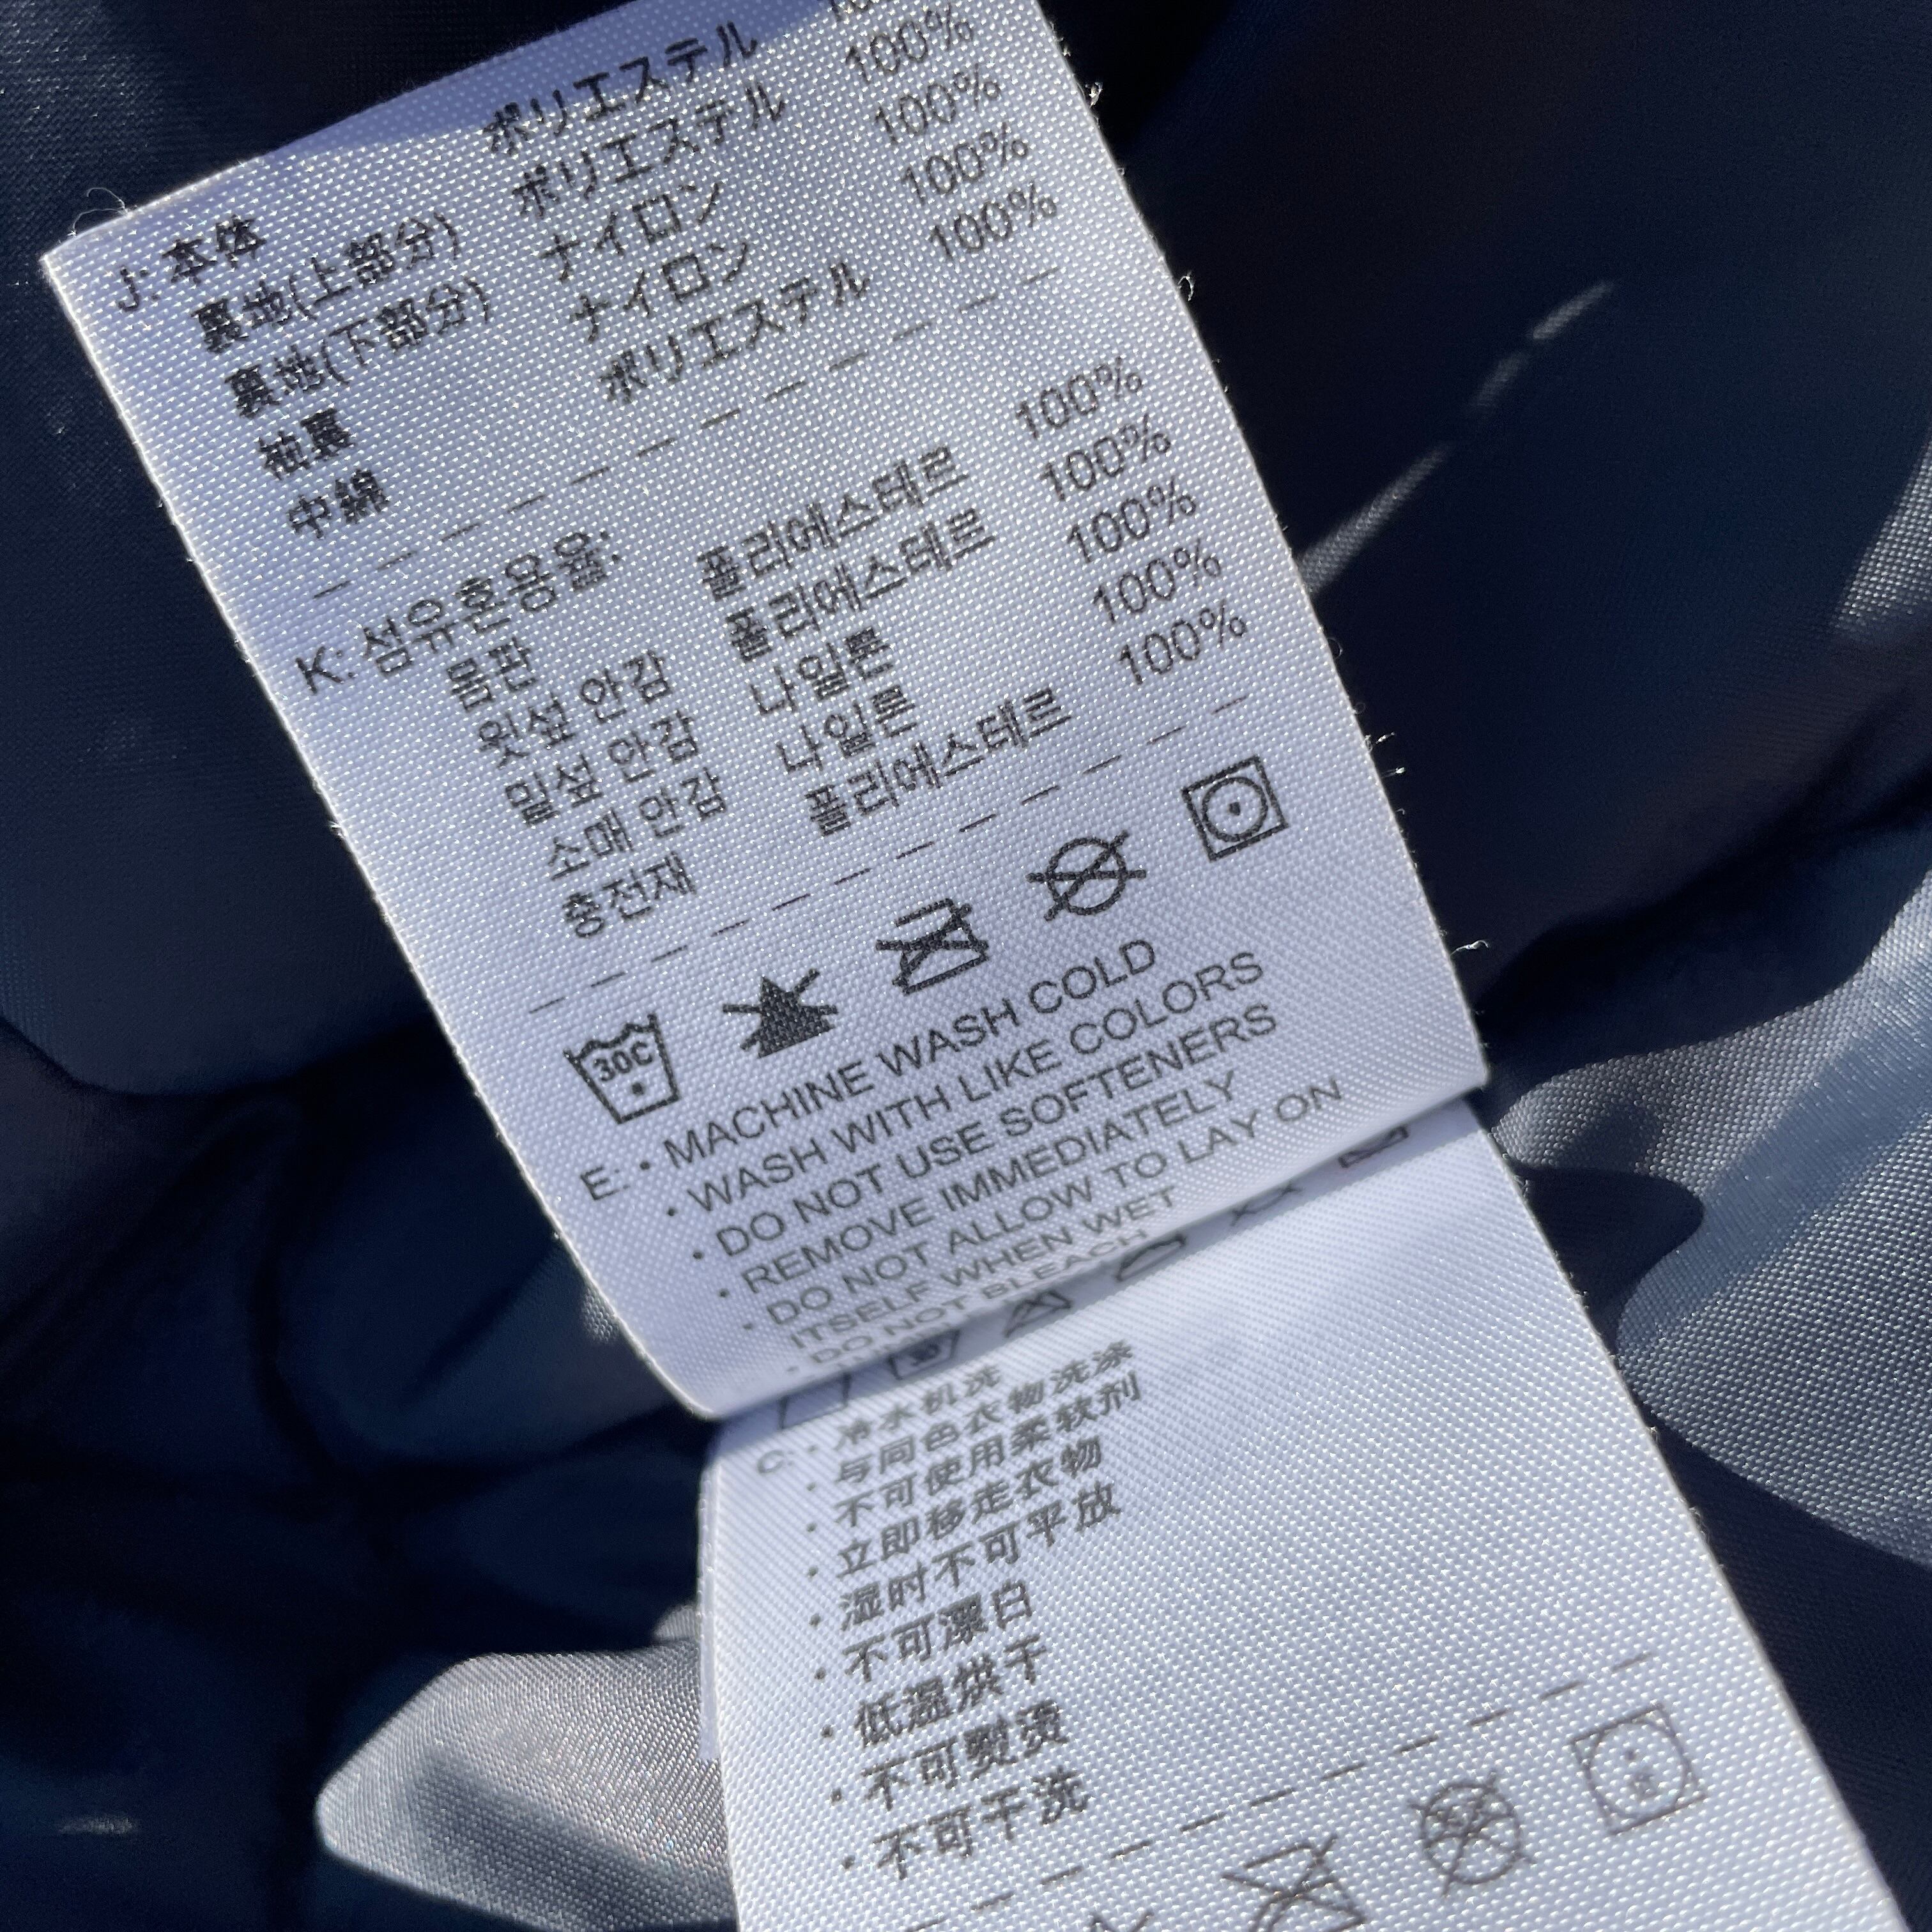 J: 本体 ポリエステル 100%
裏地(上部分) ポリエステル 100%
裏地(下部分) ナイロン 100%
袖裏 ナイロン 100%
中綿 ポリエステル 100%
K: 섬유혼용율:
몸판 폴리에스테르 100%
윗섶 안감 폴리에스테르 100%
밑섶 안감 나일론 100%
소매 안감 나일론 100%
충전재 폴리에스테르 100%
30C
E: • MACHINE WASH COLD
• WASH WITH LIKE COLORS
• DO NOT USE SOFTENERS
• REMOVE IMMEDIATELY
• DO NOT ALLOW TO LAY ON
ITSELF WHEN WET
• DO NOT BLEACH
C: • 冷水机洗
• 与同色衣物洗涤
• 不可使用柔软剂
• 立即移走衣物
• 湿时不可平放
• 不可漂白
• 低温烘干
• 不可熨烫
• 不可干洗